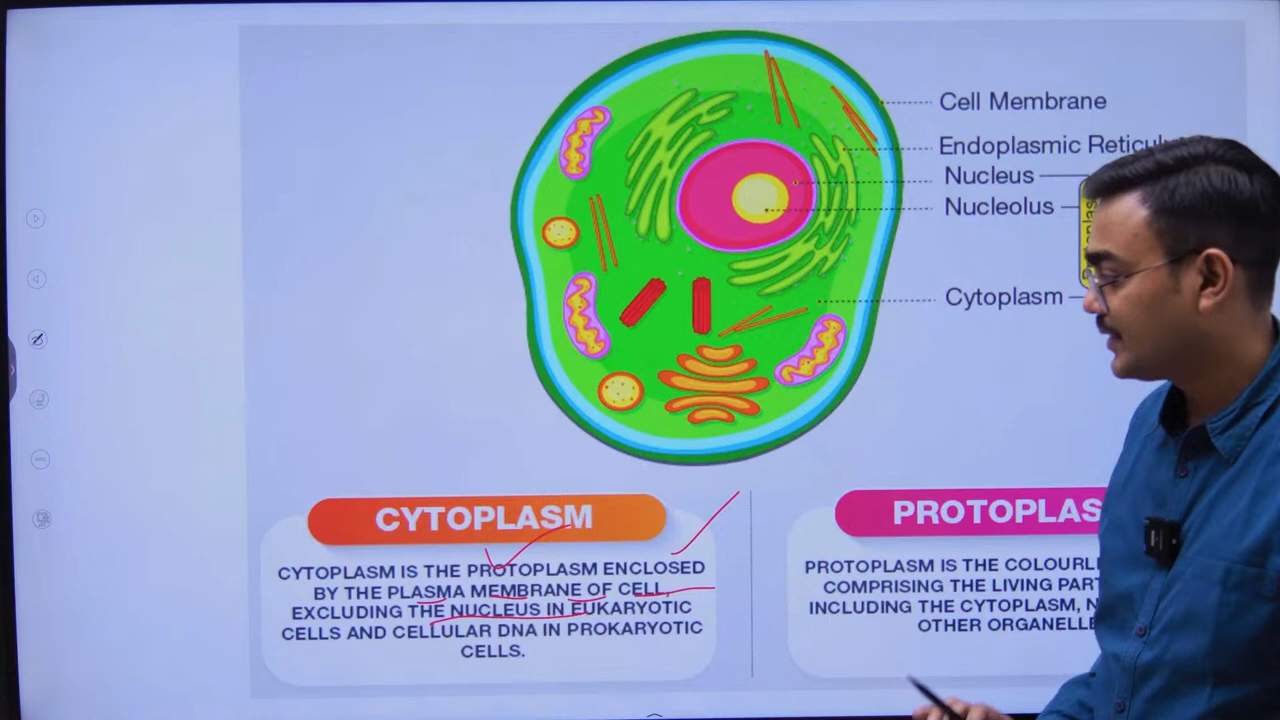 Cell Membrane
Endoplasmic
Nucleus
Nucleolus
Cytoplasm
CYTOPLASM
CYTOPLASM IS THE PROTOPLASM ENCLOSED
BY THE PLASMA MEMBRANE OF CELL,
EXCLUDING THE NUCLEUS IN EUKARYOTIC
CELLS AND CELLULAR DNA IN PROKARYOTIC
CELLS.
PROTOPLAS
PROTOPLASM IS THE COLOURL
COMPRISING THE LIVING PART
INCLUDING THE CYTOPLASM, N
OTHER ORGANELLE